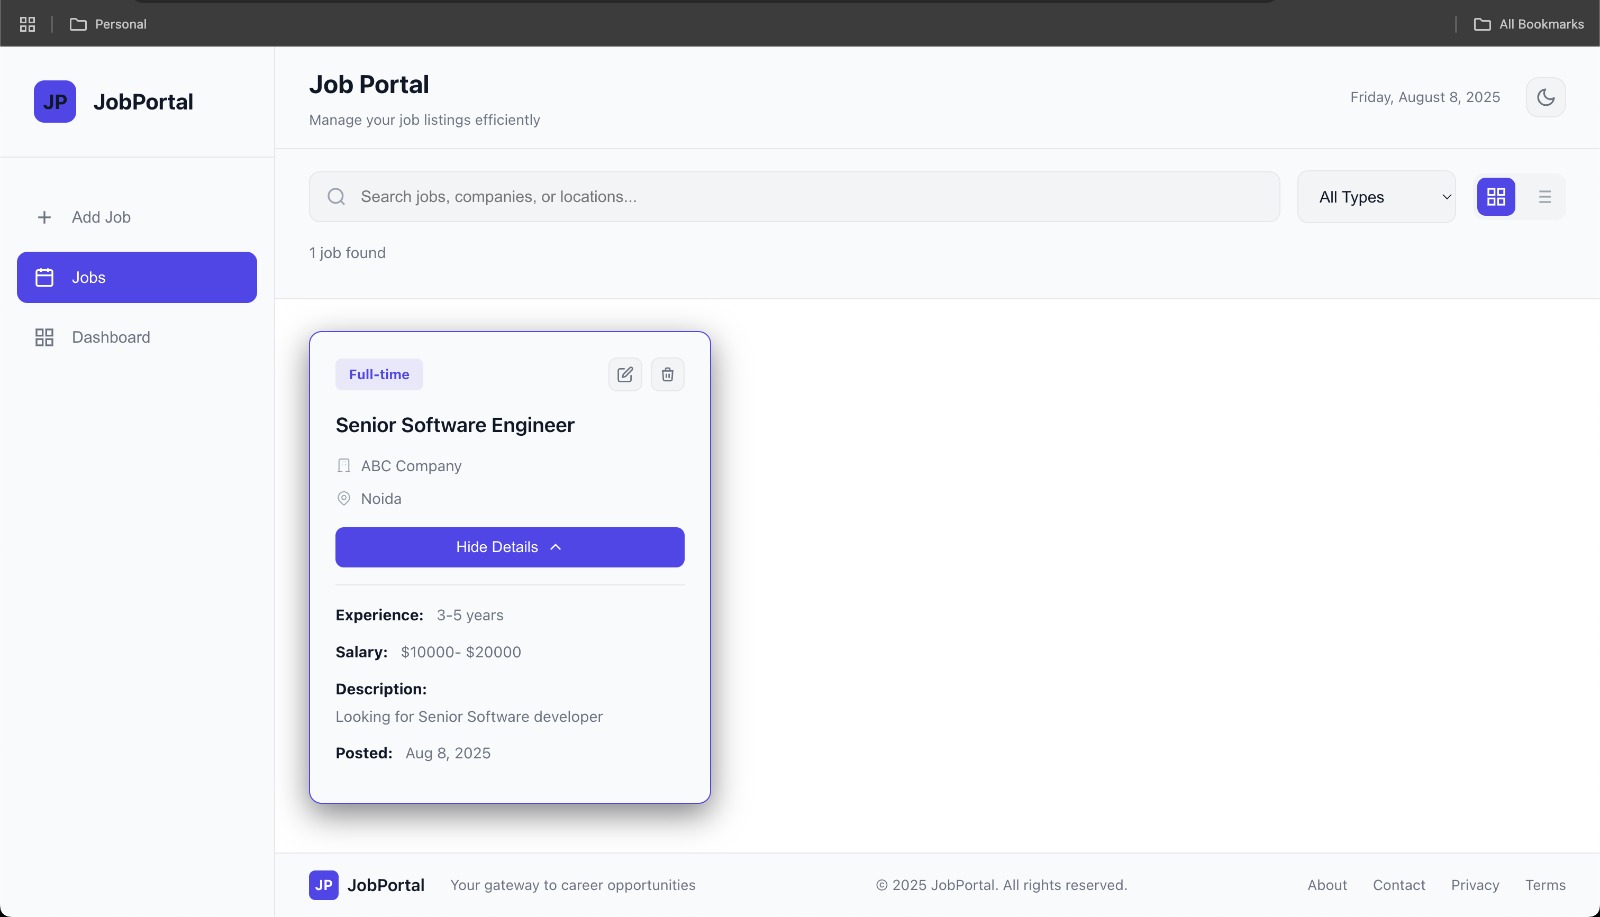 Personal
All Bookmarks
JP JobPortal
Job Portal
Manage your job listings efficiently
Friday, August 8, 2025
Add Job
Jobs
Dashboard
Search jobs, companies, or locations...
All Types
1 job found
Full-time
Senior Software Engineer
ABC Company
Noida
Hide Details
Experience: 3-5 years
Salary: $10000- $20000
Description:
Looking for Senior Software developer
Posted: Aug 8, 2025
JP JobPortal Your gateway to career opportunities © 2025 JobPortal. All rights reserved. About Contact Privacy Terms